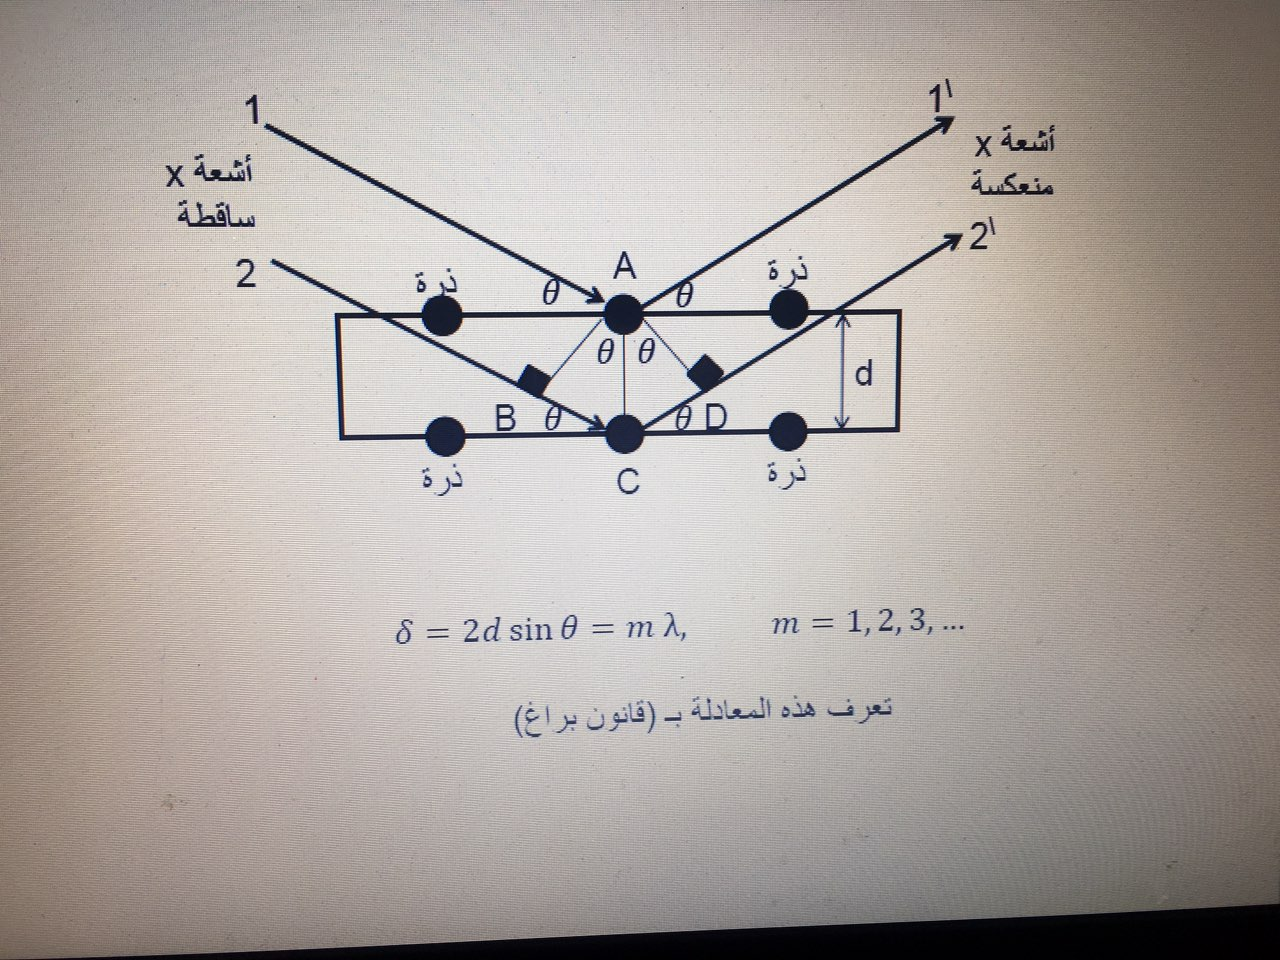 1
1'
أشعة x
ساقطة
أشعة x
منعكسة
2
2'
A
ذرة
ذرة
θ
θ
θ
θ
d
B
θ
θ
D
ذرة
C
ذرة
δ = 2d sin θ = m λ, m = 1, 2, 3, ...
تعرف هذه المعادلة بـ (قانون براغ)